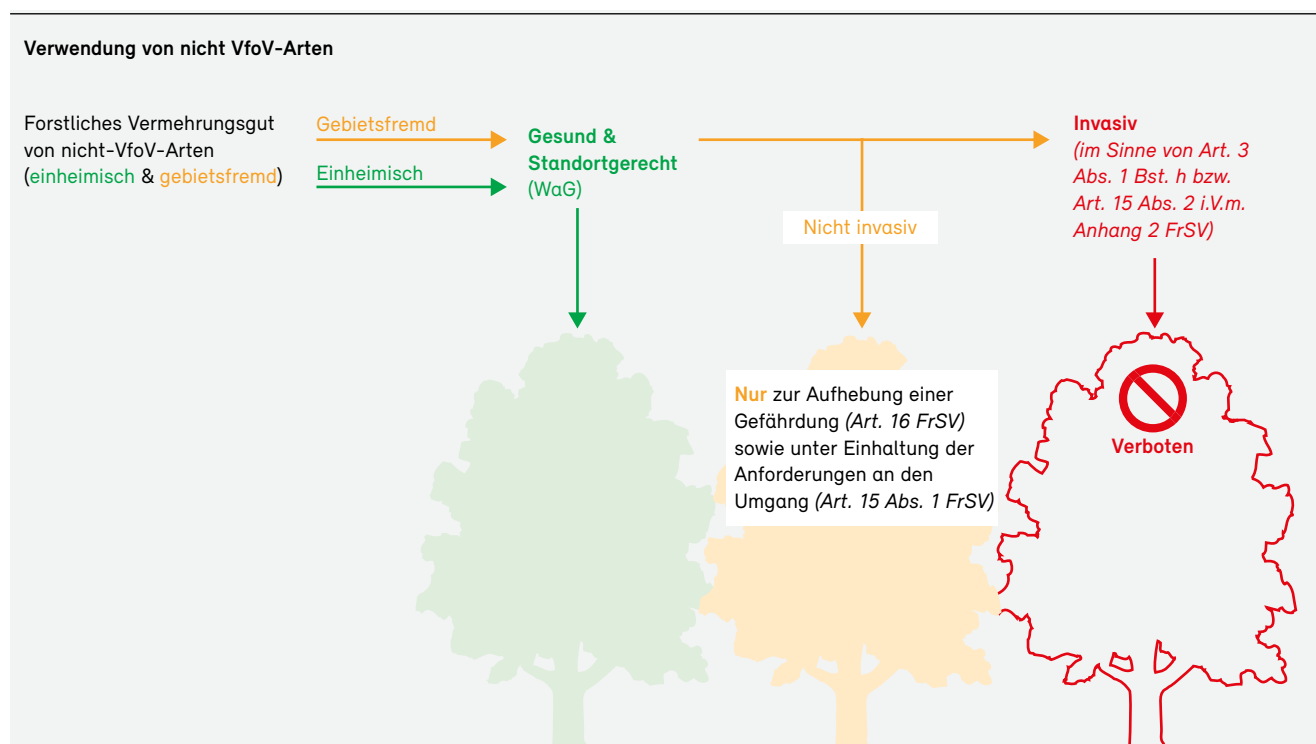 Verwendung von nicht VfoV-Arten
Forstliches Vermehrungsgut
von nicht-VfoV-Arten
(einheimisch & gebietsfremd)
Gebietsfremd
Einheimisch
Gesund &
Standortgerecht
(WaG)
Nicht invasiv
Invasiv
(im Sinne von Art. 3
Abs. 1 Bst. h bzw.
Art. 15 Abs. 2 i.V.m.
Anhang 2 FrSV)
Nur zur Aufhebung einer
Gefährdung (Art. 16 FrSV)
sowie unter Einhaltung der
Anforderungen an den
Umgang (Art. 15 Abs. 1 FrSV)
Verboten